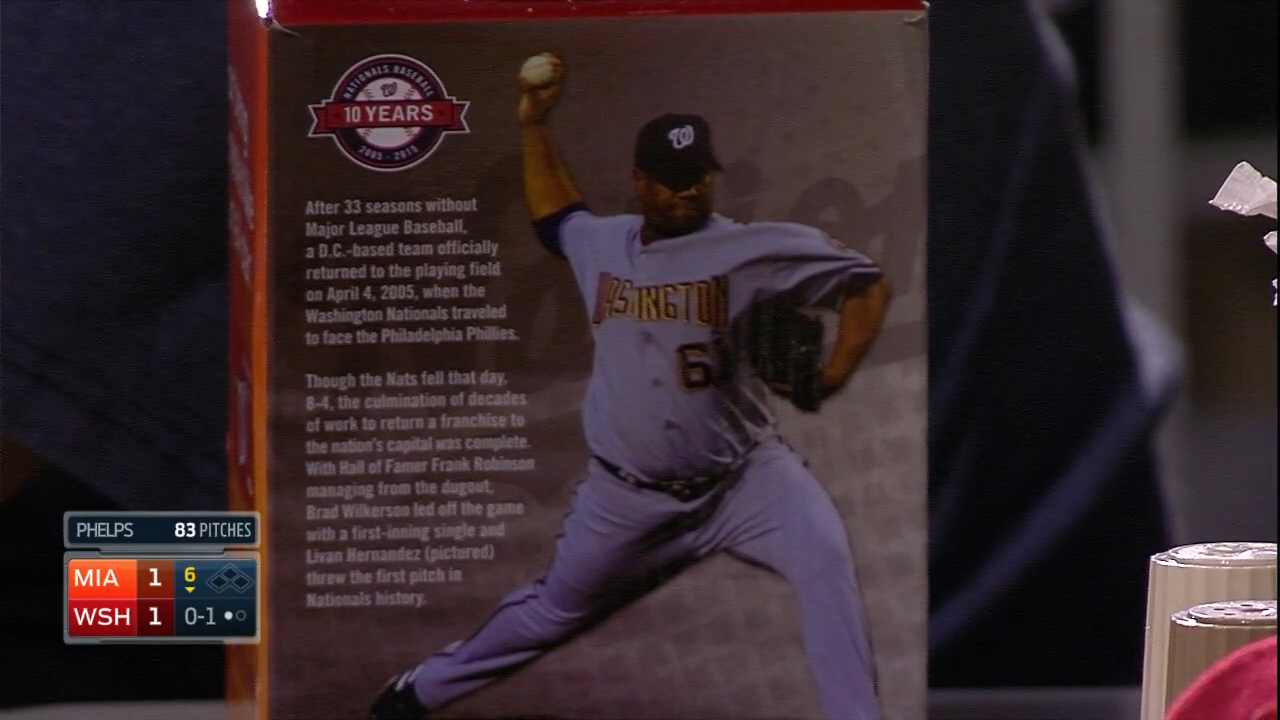 NATIONALS BASEBALL
W
10 YEARS
2005 - 2015
After 33 seasons without
Major League Baseball,
a D.C.-based team officially
returned to the playing field
on April 4, 2005, when the
Washington Nationals traveled
to face the Philadelphia Phillies.
Though the Nats fell that day,
8-4, the culmination of decades
of work to return a franchise to
the nation's capital was complete.
With Hall of Famer Frank Robinson
managing from the dugout,
Brad Wilkerson led off the game
with a first-inning single and
Livan Hernandez (pictured)
threw the first pitch in
Nationals history.
W
WASHINGTON
61
PHELPS 83 PITCHES
MIA 1 6
WSH 1 0-1